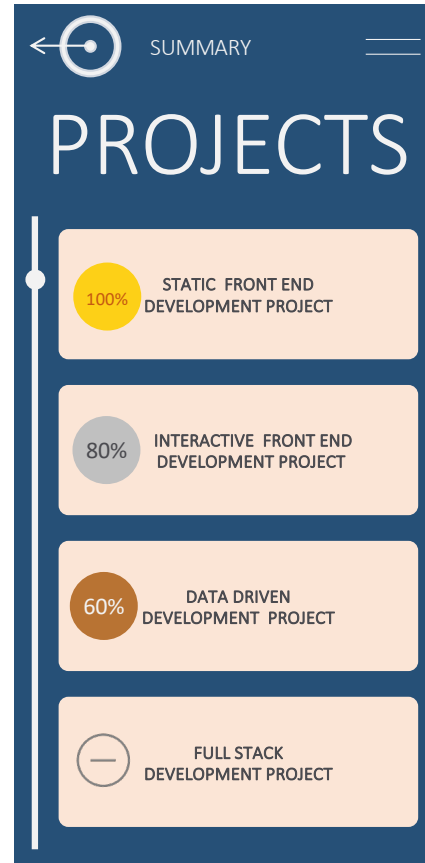 SUMMARY
PROJECTS
100%
STATIC FRONT END
DEVELOPMENT PROJECT
80%
INTERACTIVE FRONT END
DEVELOPMENT PROJECT
60%
DATA DRIVEN
DEVELOPMENT PROJECT
FULL STACK
DEVELOPMENT PROJECT